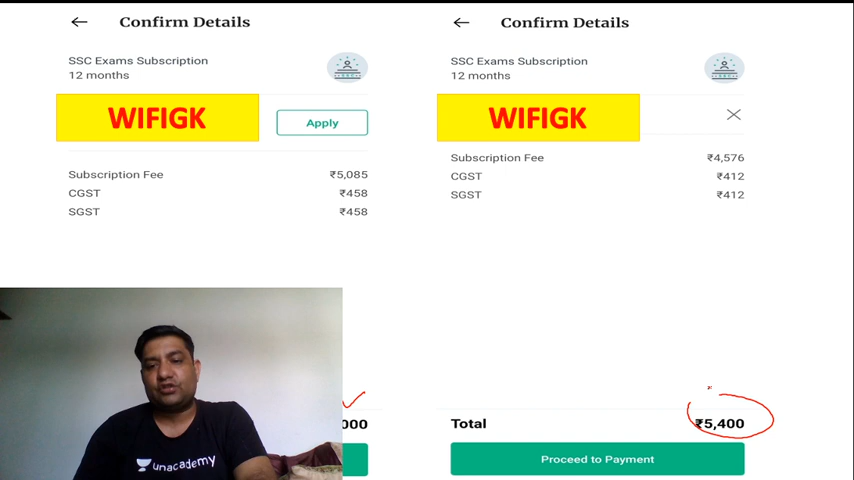 Confirm Details
SSC Exams Subscription
12 months
WIFIGK
Apply
Subscription Fee ₹5,085
CGST ₹458
SGST ₹458
000
unacademy
Confirm Details
SSC Exams Subscription
12 months
WIFIGK
Subscription Fee ₹4,576
CGST ₹412
SGST ₹412
Total ₹5,400
Proceed to Payment